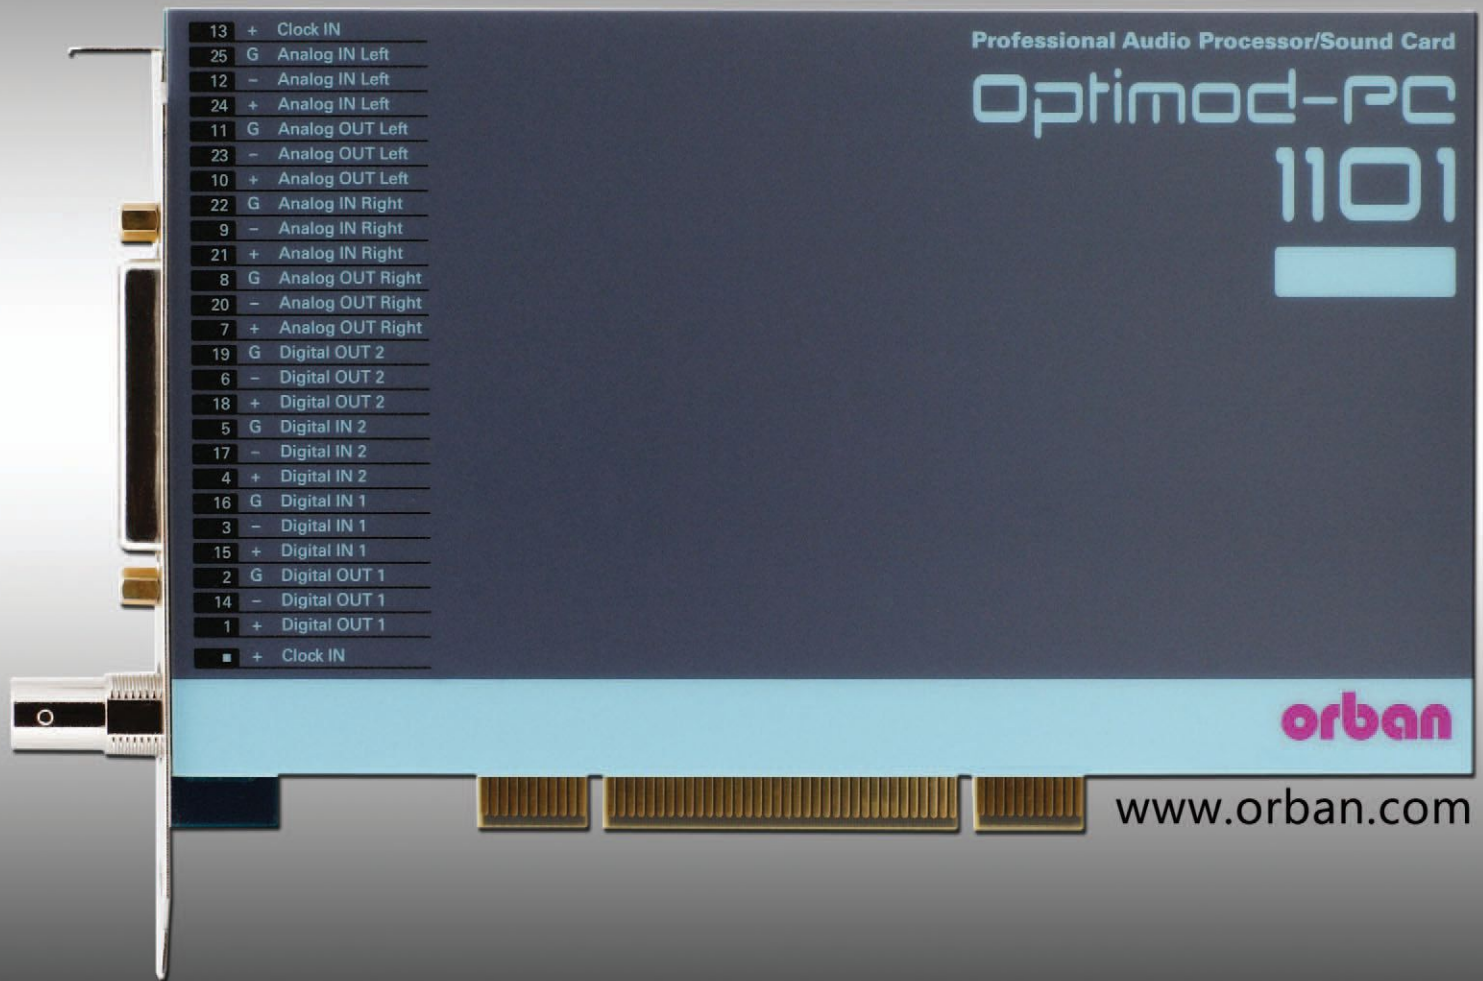 13 + Clock IN
25 G Analog IN Left
12 – Analog IN Left
24 + Analog IN Left
11 G Analog OUT Left
23 – Analog OUT Left
10 + Analog OUT Left
22 G Analog IN Right
9 – Analog IN Right
21 + Analog IN Right
8 G Analog OUT Right
20 – Analog OUT Right
7 + Analog OUT Right
19 G Digital OUT 2
6 – Digital OUT 2
18 + Digital OUT 2
5 G Digital IN 2
17 – Digital IN 2
4 + Digital IN 2
16 G Digital IN 1
3 – Digital IN 1
15 + Digital IN 1
2 G Digital OUT 1
14 – Digital OUT 1
1 + Digital OUT 1
■ + Clock IN
Professional Audio Processor/Sound Card
Optimod-PC
1101
orban
www.orban.com